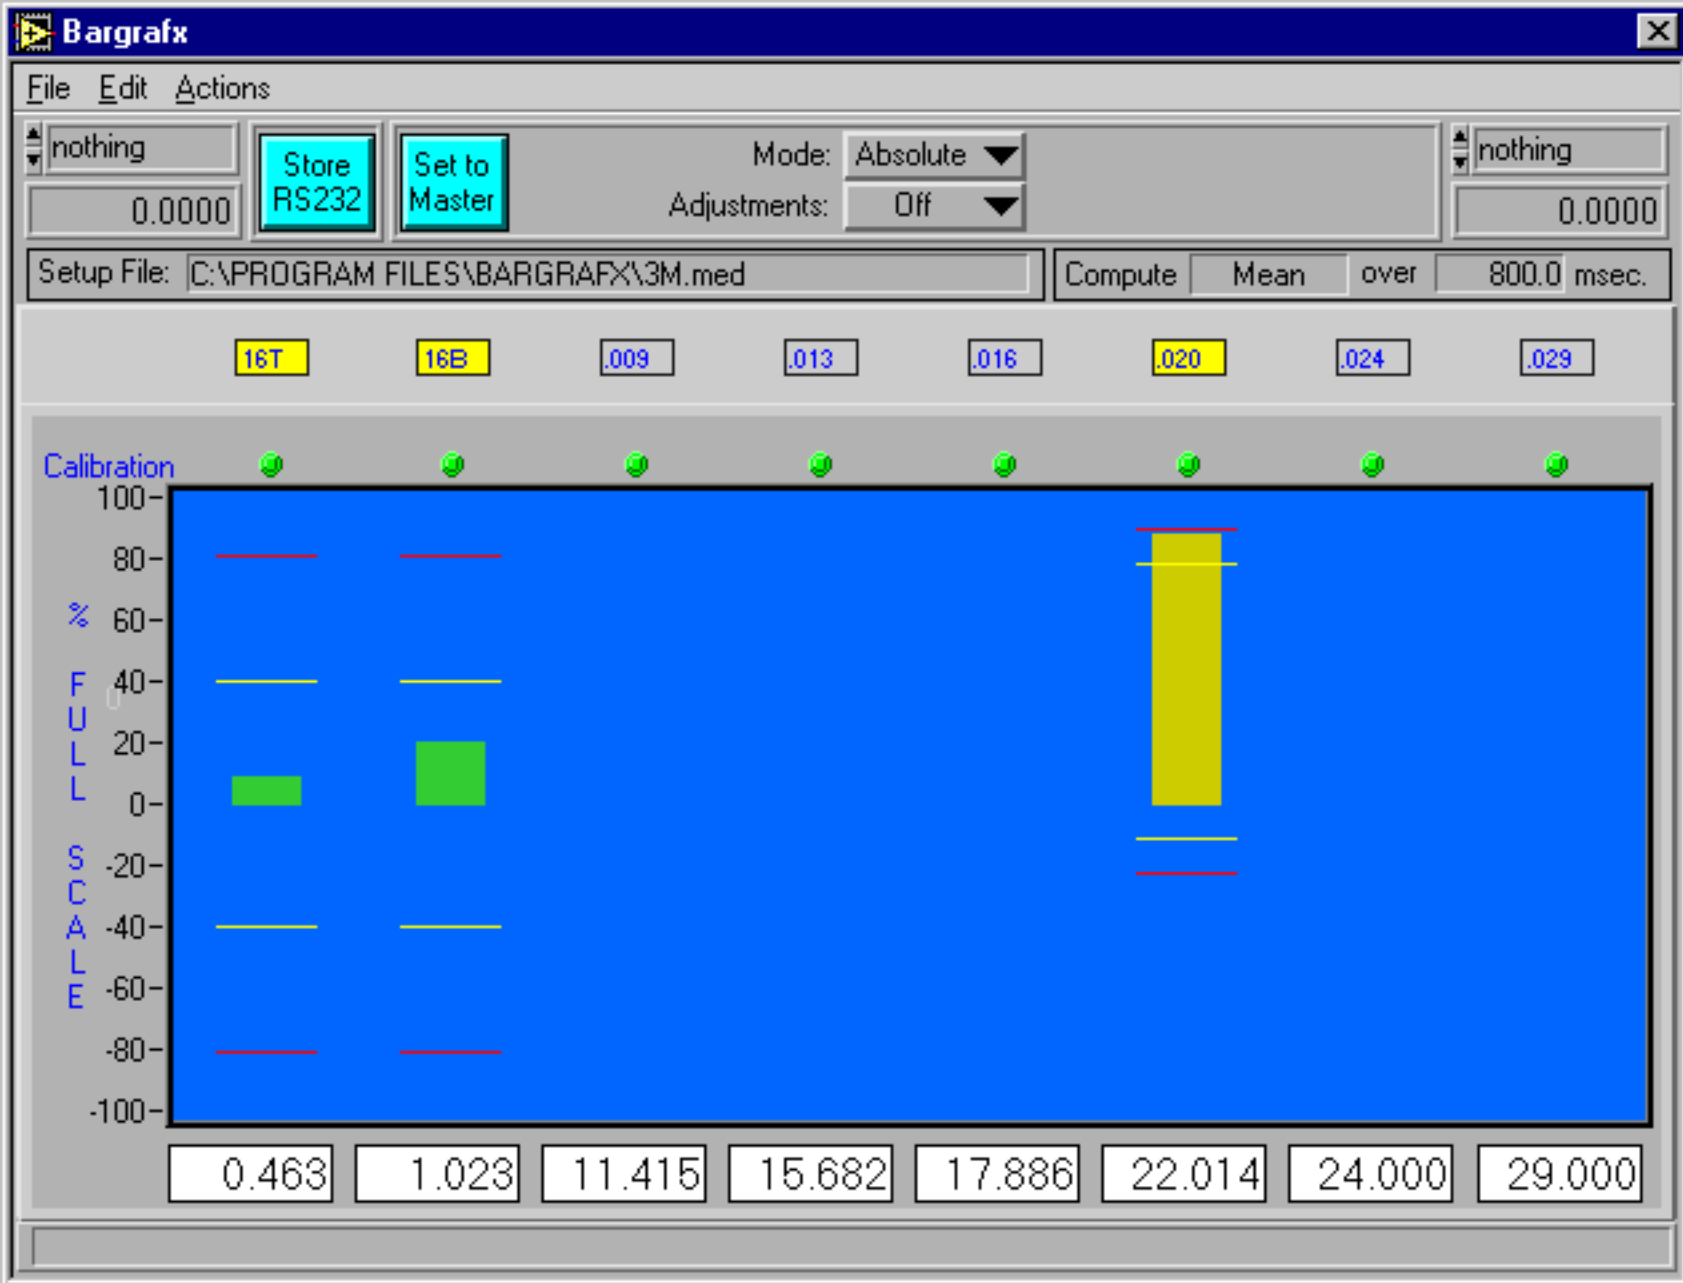 Bargrafx
File Edit Actions
nothing
0.0000
Store
RS232
Set to
Master
Mode: Absolute
Adjustments: Off
nothing
0.0000
Setup File: C:\PROGRAM FILES\BARGRAFX\3M.med
Compute Mean over 800.0 msec.
16T 16B .009 .013 .016 .020 .024 .029
Calibration
% FULL SCALE
100
80
60
40
0
20
0
-20
-40
-60
-80
-100
0.463 1.023 11.415 15.682 17.886 22.014 24.000 29.000